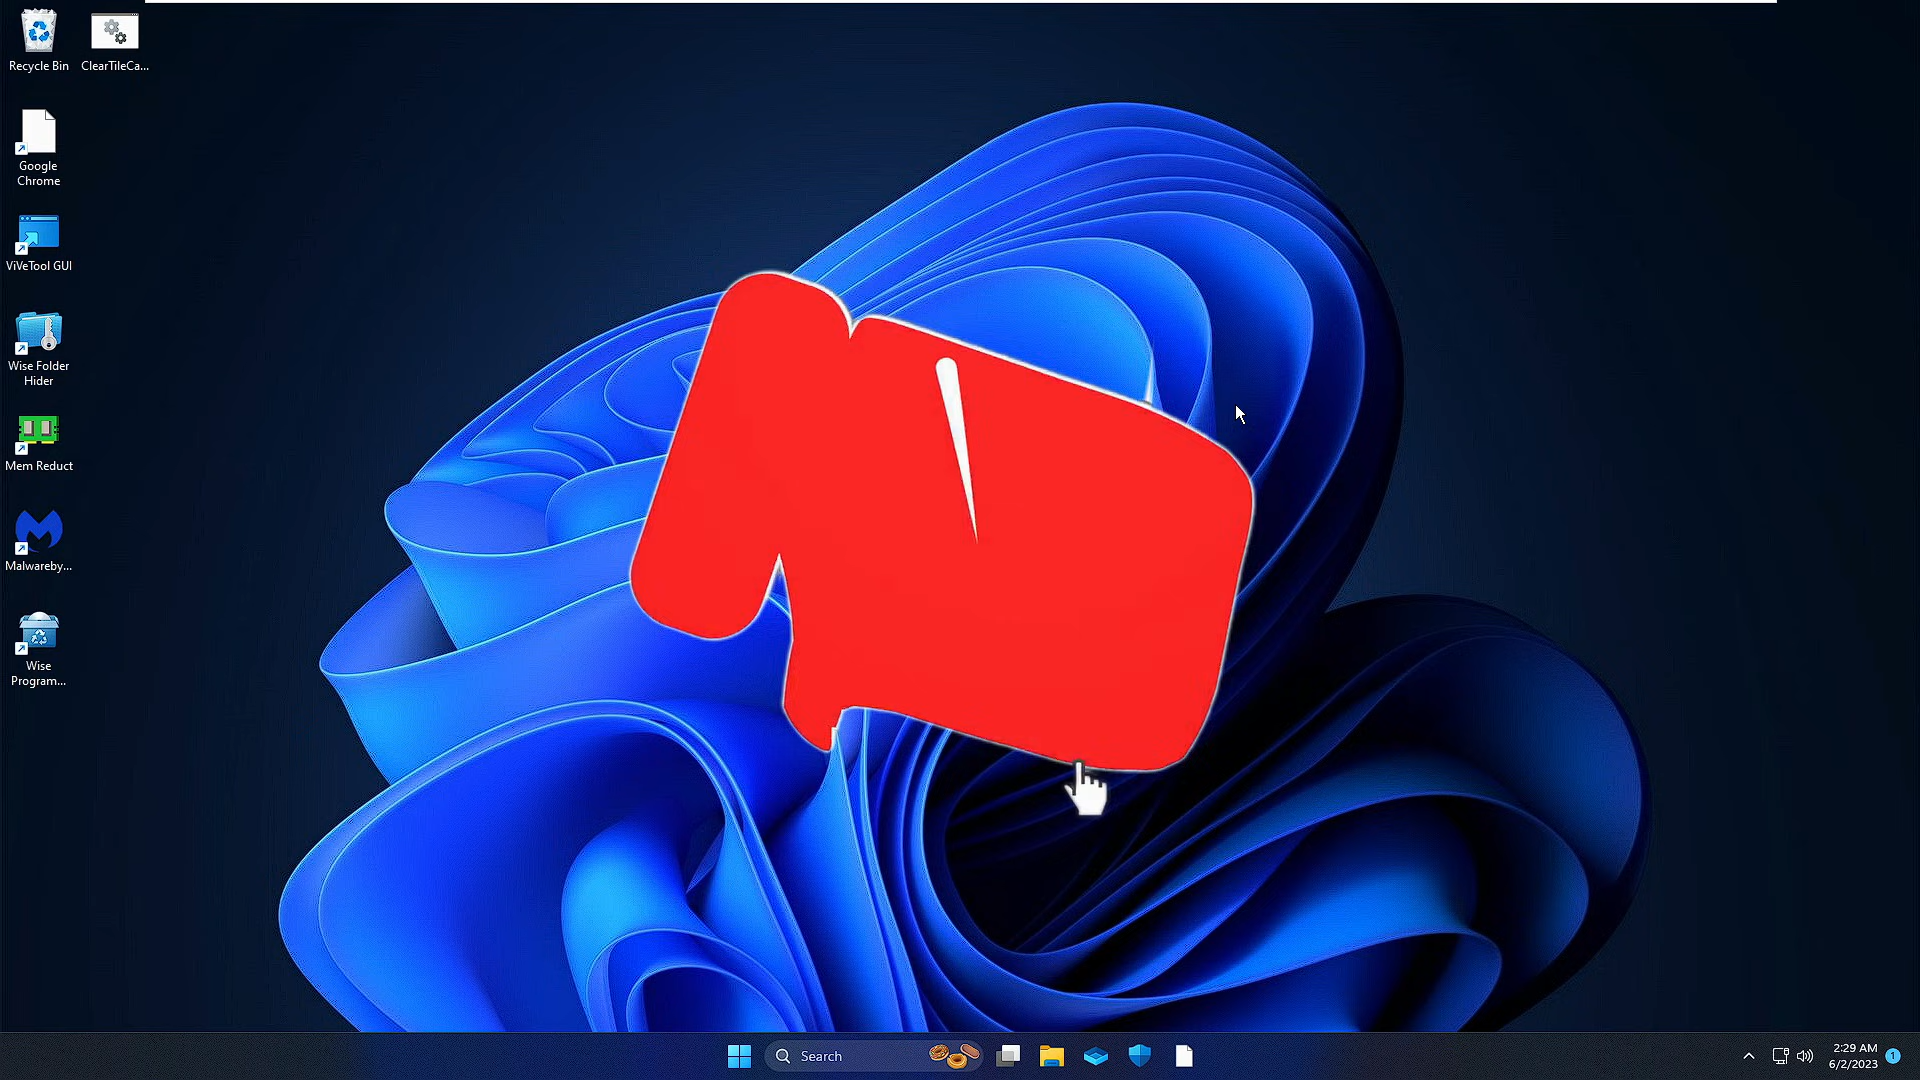 Recycle Bin
ClearTileCa...
Google
Chrome
ViVeTool GUI
Wise Folder
Hider
Mem Reduct
Malwareby...
Wise
Program...
Search
2:29 AM
6/2/2023
1